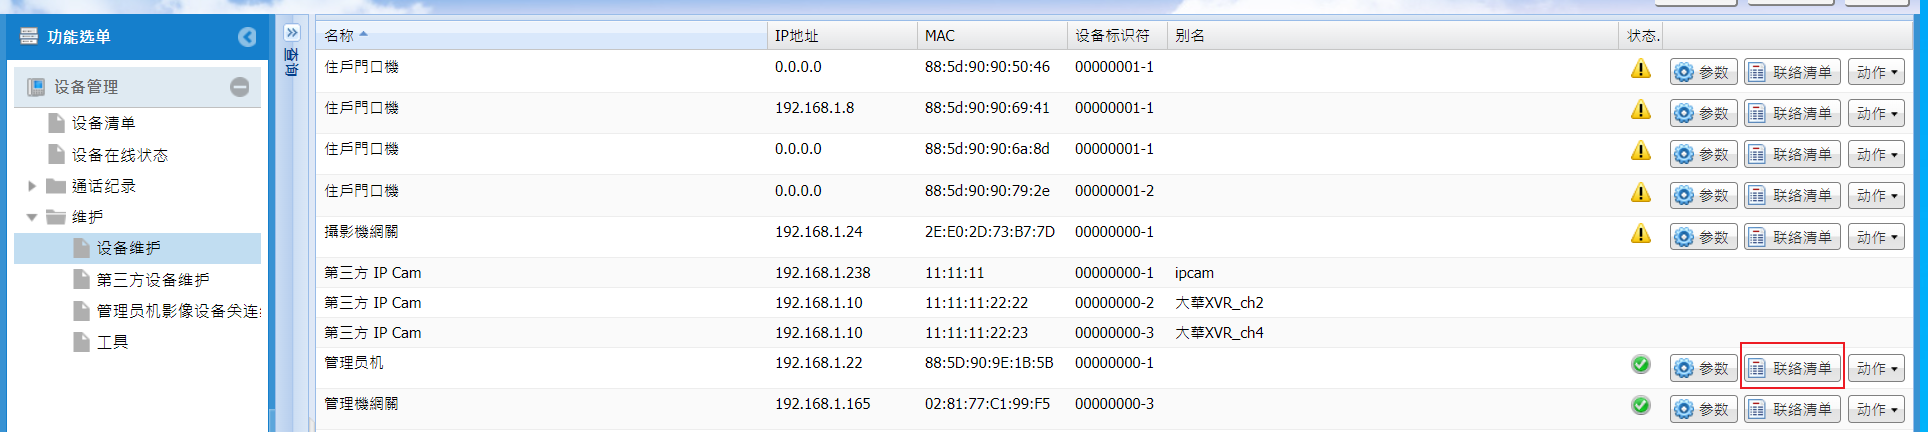 功能选单
设备管理
设备清单
设备在线状态
通话纪录
维护
设备维护
第三方设备维护
管理员机影像设备关连
工具
查询
名称 IP地址 MAC 设备标识符 别名 状态.
住戶門口機 0.0.0.0 88:5d:90:90:50:46 00000001-1 参数 联络清单 动作
住戶門口機 192.168.1.8 88:5d:90:90:69:41 00000001-1 参数 联络清单 动作
住戶門口機 0.0.0.0 88:5d:90:90:6a:8d 00000001-1 参数 联络清单 动作
住戶門口機 0.0.0.0 88:5d:90:90:79:2e 00000001-2 参数 联络清单 动作
攝影機網關 192.168.1.24 2E:E0:2D:73:B7:7D 00000000-1 参数 联络清单 动作
第三方 IP Cam 192.168.1.238 11:11:11 00000000-1 ipcam
第三方 IP Cam 192.168.1.10 11:11:11:22:22 00000000-2 大華XVR_ch2
第三方 IP Cam 192.168.1.10 11:11:11:22:23 00000000-3 大華XVR_ch4
管理员机 192.168.1.22 88:5D:90:9E:1B:5B 00000000-1 参数 联络清单 动作
管理機網關 192.168.1.165 02:81:77:C1:99:F5 00000000-3 参数 联络清单 动作